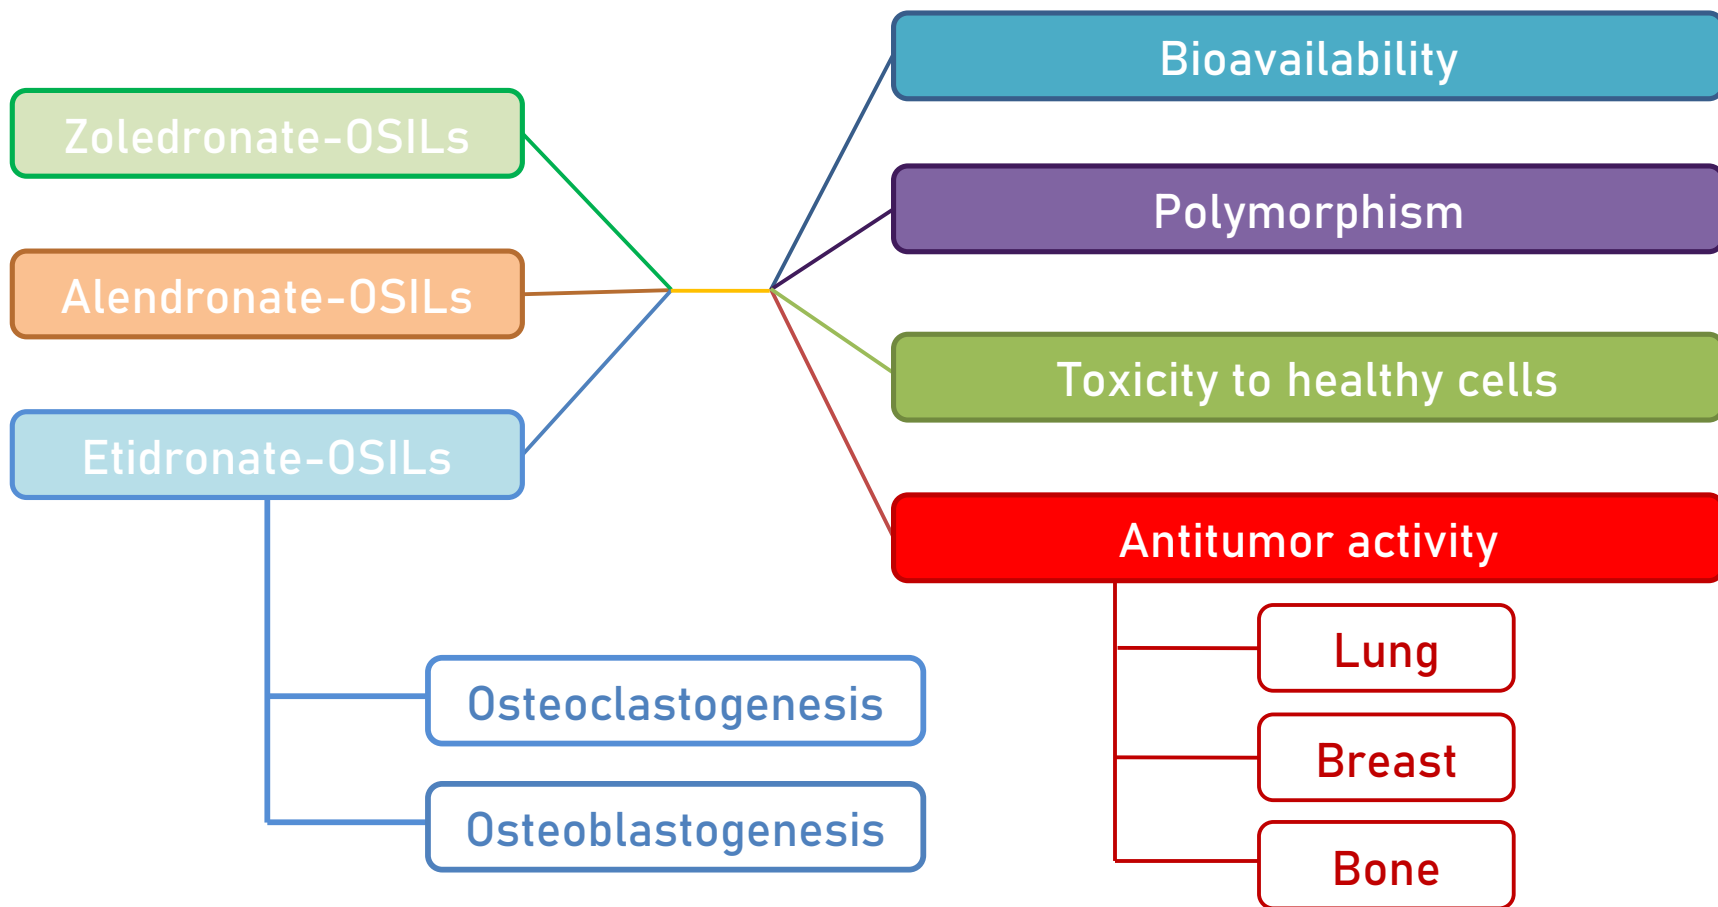 Zoledronate-OSILs
Alendronate-OSILs
Etidronate-OSILs
Osteoclastogenesis
Osteoblastogenesis
Bioavailability
Polymorphism
Toxicity to healthy cells
Antitumor activity
Lung
Breast
Bone